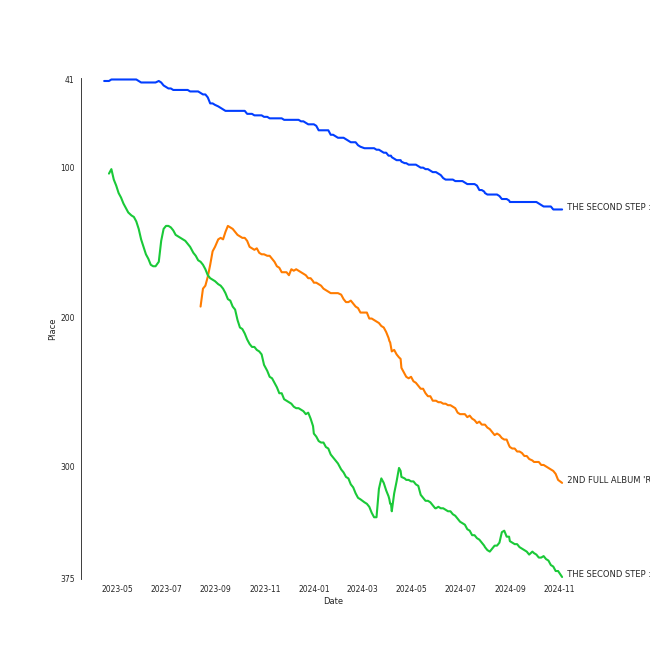 41
100
THE SECOND STEP :
200
Place
300
2ND FULL ALBUM 'R
THE SECOND STEP :
375
2023-05 2023-07 2023-09 2023-11 2024-01 2024-03 2024-05 2024-07 2024-09 2024-11
Date